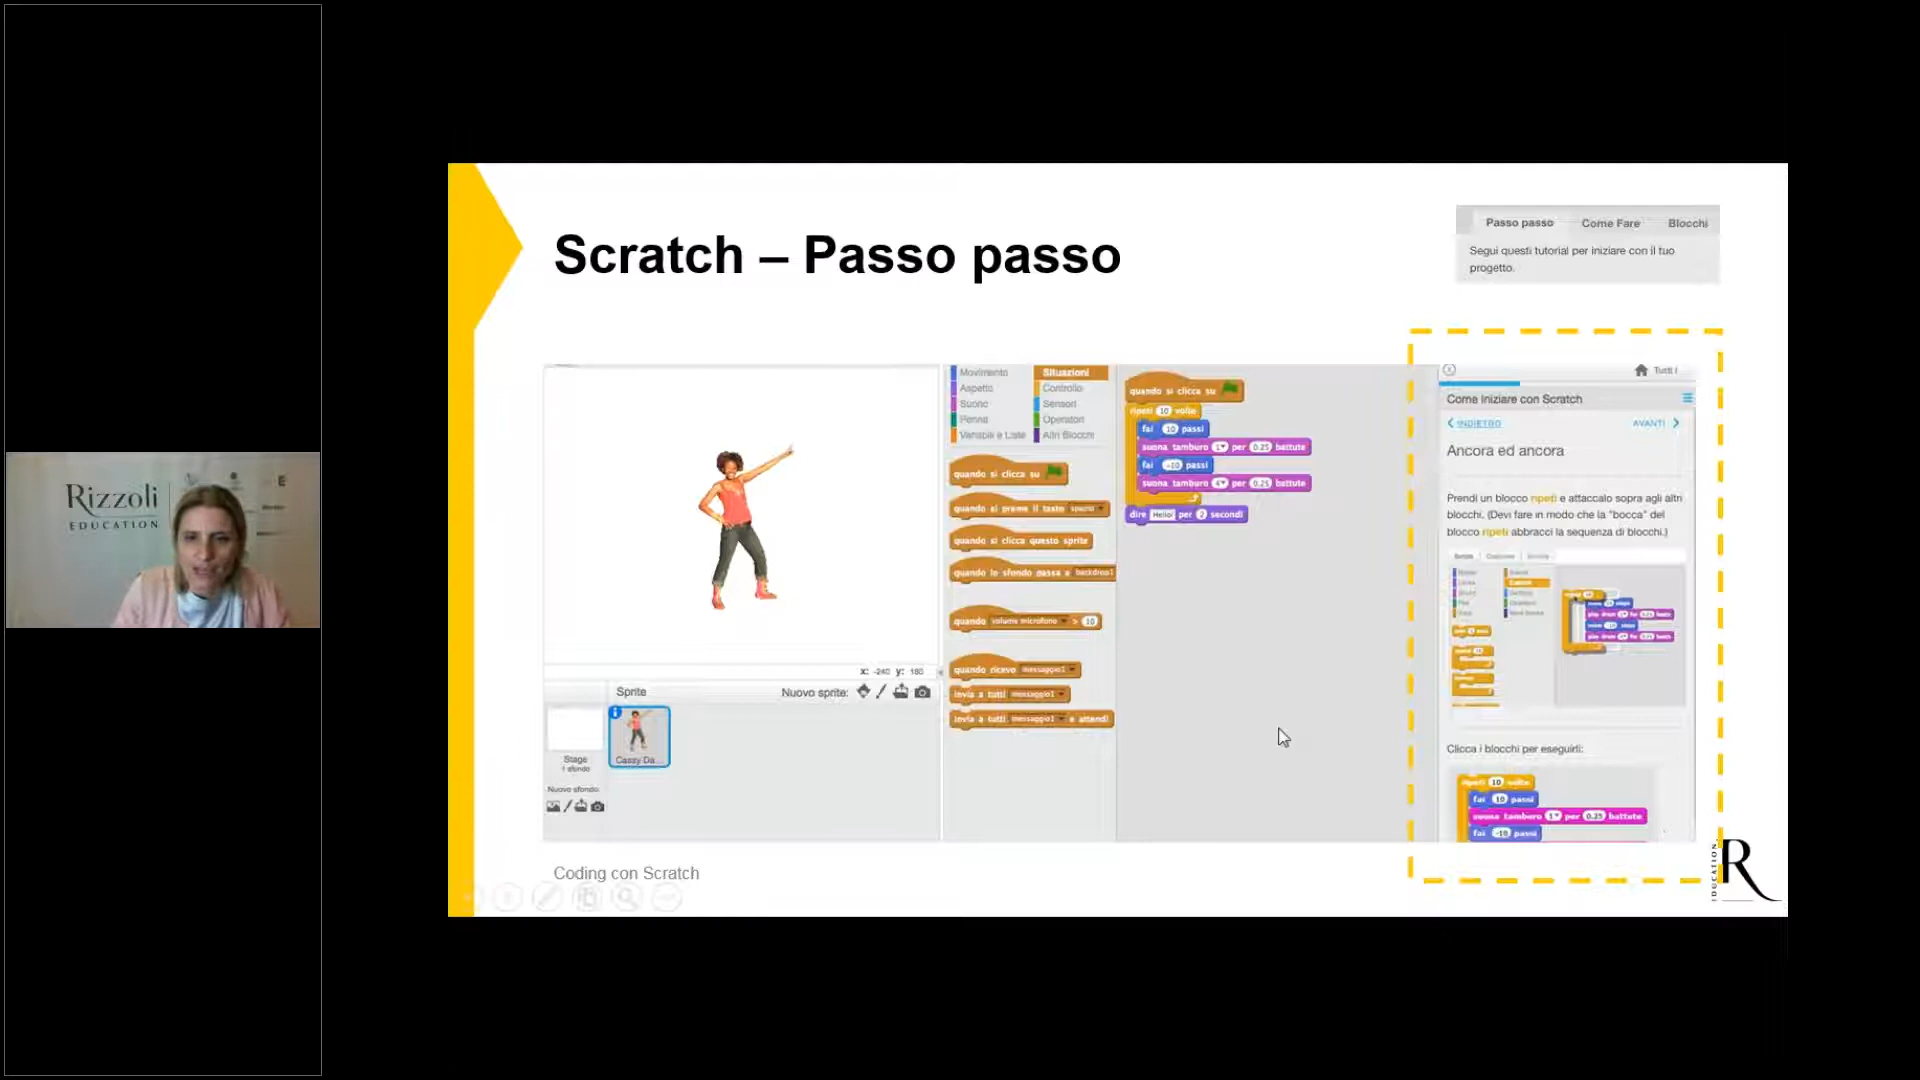 Rizzoli
EDUCATION
Scratch – Passo passo
Passo passo Come Fare Blocchi
Segui questi tutorial per iniziare con il tuo
progetto.
x: -240 y: 180
Sprite
Nuovo sprite:
Cassy Da...
Stage
1 sfondo
Nuovo sfondo:
Movimento Situazioni
Aspetto Controllo
Suono Sensori
Penna Operatori
Variabili e Liste Altri Blocchi
quando si clicca su
quando si preme il tasto spazio
quando si clicca questo sprite
quando lo sfondo passa a backdrop1
quando volume microfono > 10
quando ricevo messaggio1
invia a tutti messaggio1
invia a tutti messaggio1 e attendi
quando si clicca su
ripeti 10 volte
fai 10 passi
suona tamburo 1 per 0.25 battute
fai -10 passi
suona tamburo 4 per 0.25 battute
dire Hello! per 2 secondi
Tutti i
Come iniziare con Scratch
INDIETRO AVANTI
Ancora ed ancora
Prendi un blocco ripeti e attaccalo sopra agli altri
blocchi. (Devi fare in modo che la "bocca" del
blocco ripeti abbracci la sequenza di blocchi.)
Clicca i blocchi per eseguirli:
ripeti 10 volte
fai 10 passi
suona tamburo 1 per 0.25 battute
fai -10 passi
Coding con Scratch
EDUCATION
R